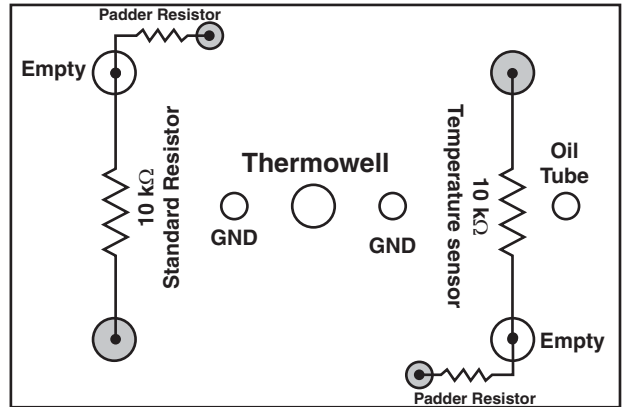 Padder Resistor
Empty
10 kΩ
Standard Resistor
Thermowell
GND
GND
Temperature sensor
10 kΩ
Oil
Tube
Empty
Padder Resistor